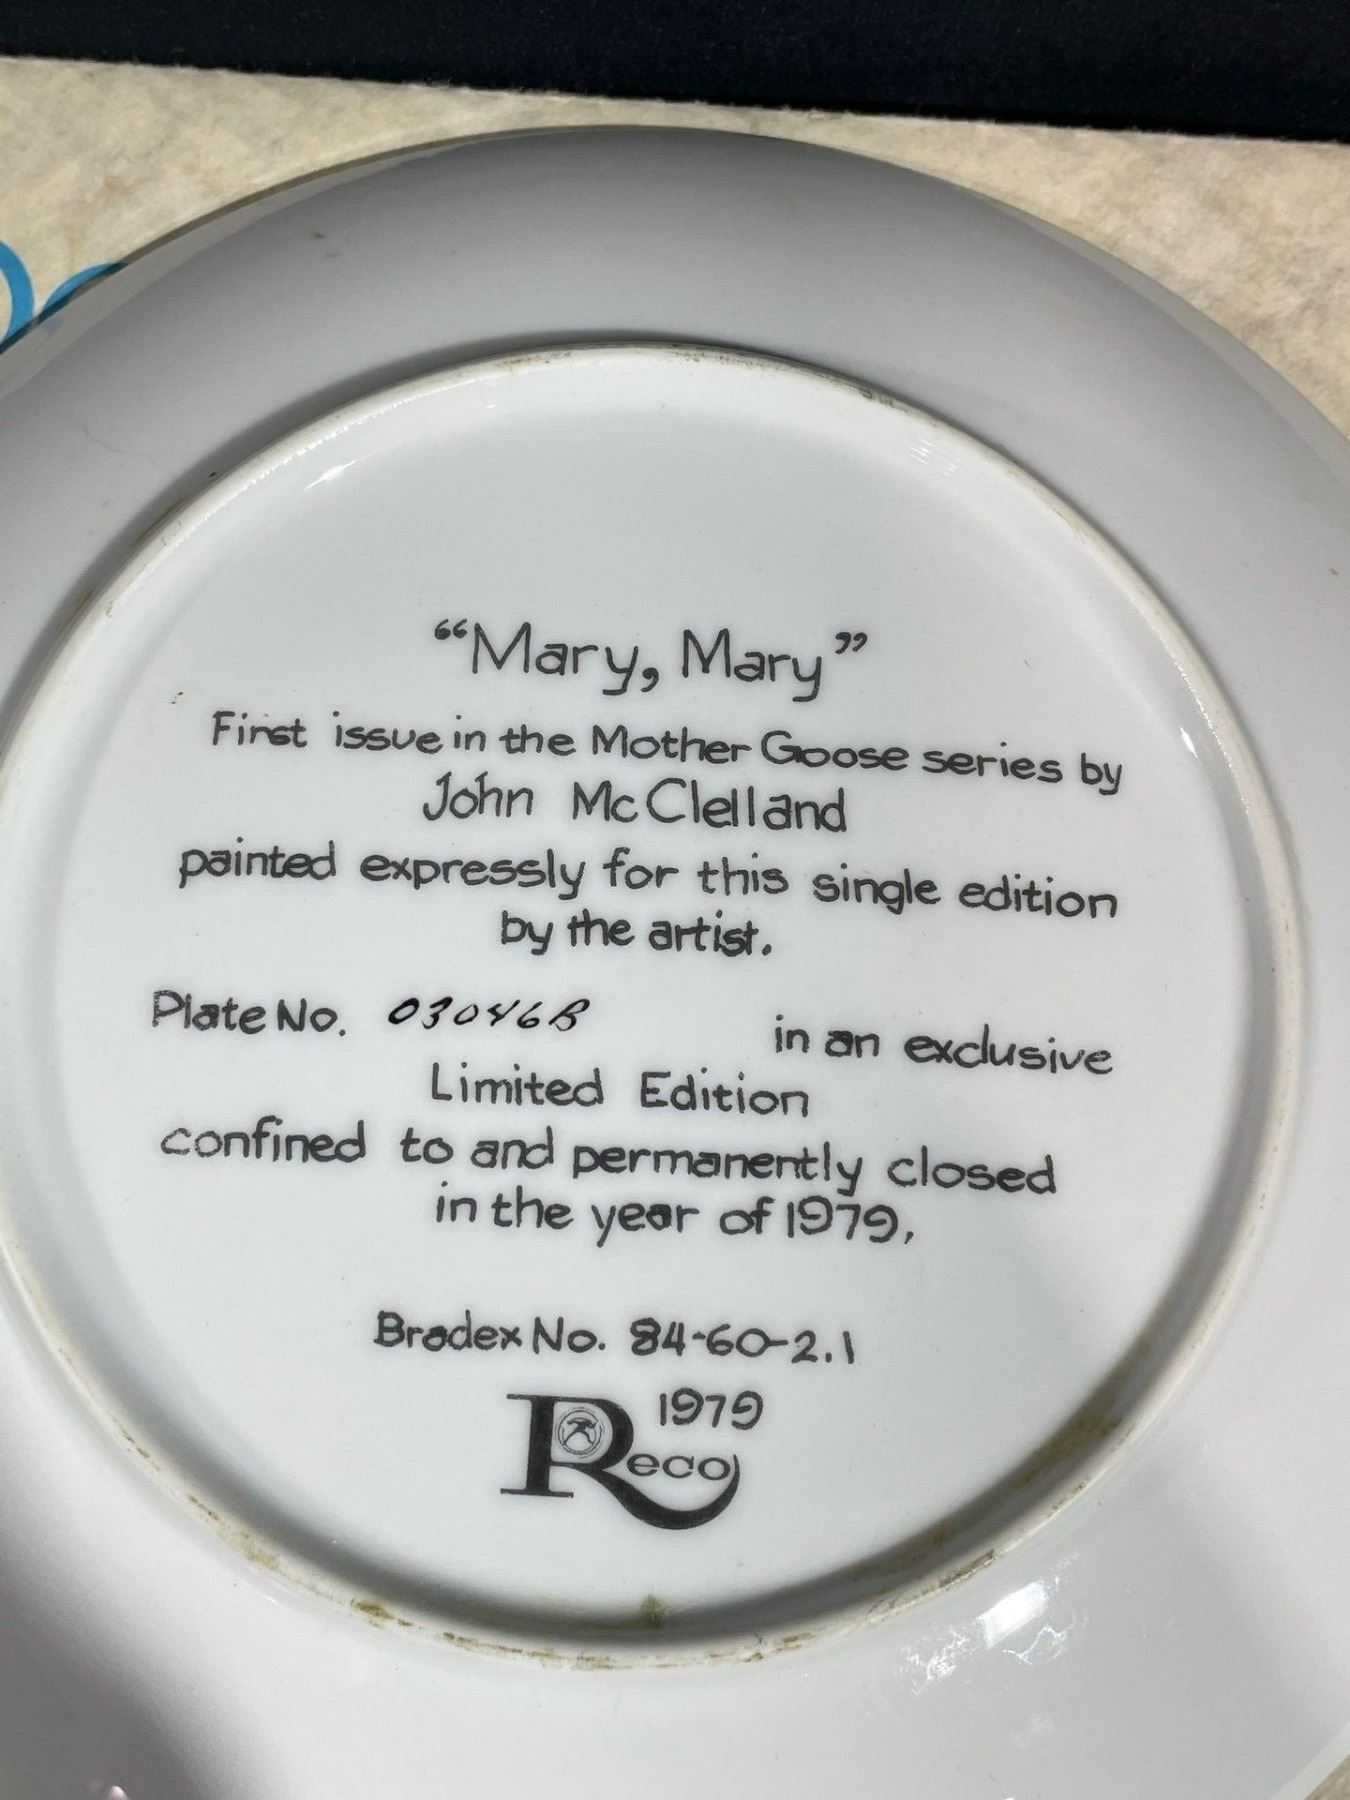 “Mary, Mary”
First issue in the Mother Goose series by
John McClelland
painted expressly for this single edition
by the artist.
Plate No. 03046B in an exclusive
Limited Edition
confined to and permanently closed
in the year of 1979.
Bradex No. 84-60-2.1
1979
Reco